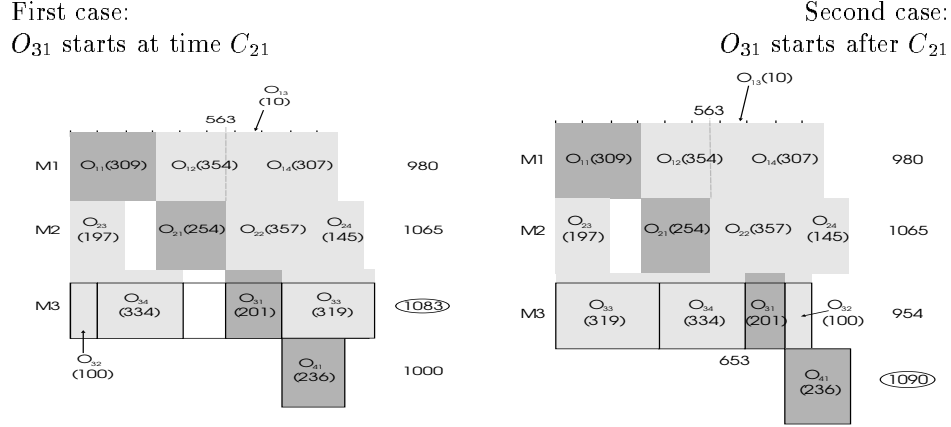 First case:
O31 starts at time C21
O13
(10)
563
M1 O11(309) O12(354) O14(307) 980
M2 O23 (197) O21(254) O22(357) O24 (145) 1065
M3 O34 (334) O31 (201) O33 (319) 1083
O32
(100)
O41
(236)
1000
Second case:
O31 starts after C21
O13(10)
563
M1 O11(309) O12(354) O14(307) 980
M2 O23 (197) O21(254) O22(357) O24 (145) 1065
M3 O33 (319) O34 (334) O31 (201) O32 (100) 954
653
O41
(236)
1090